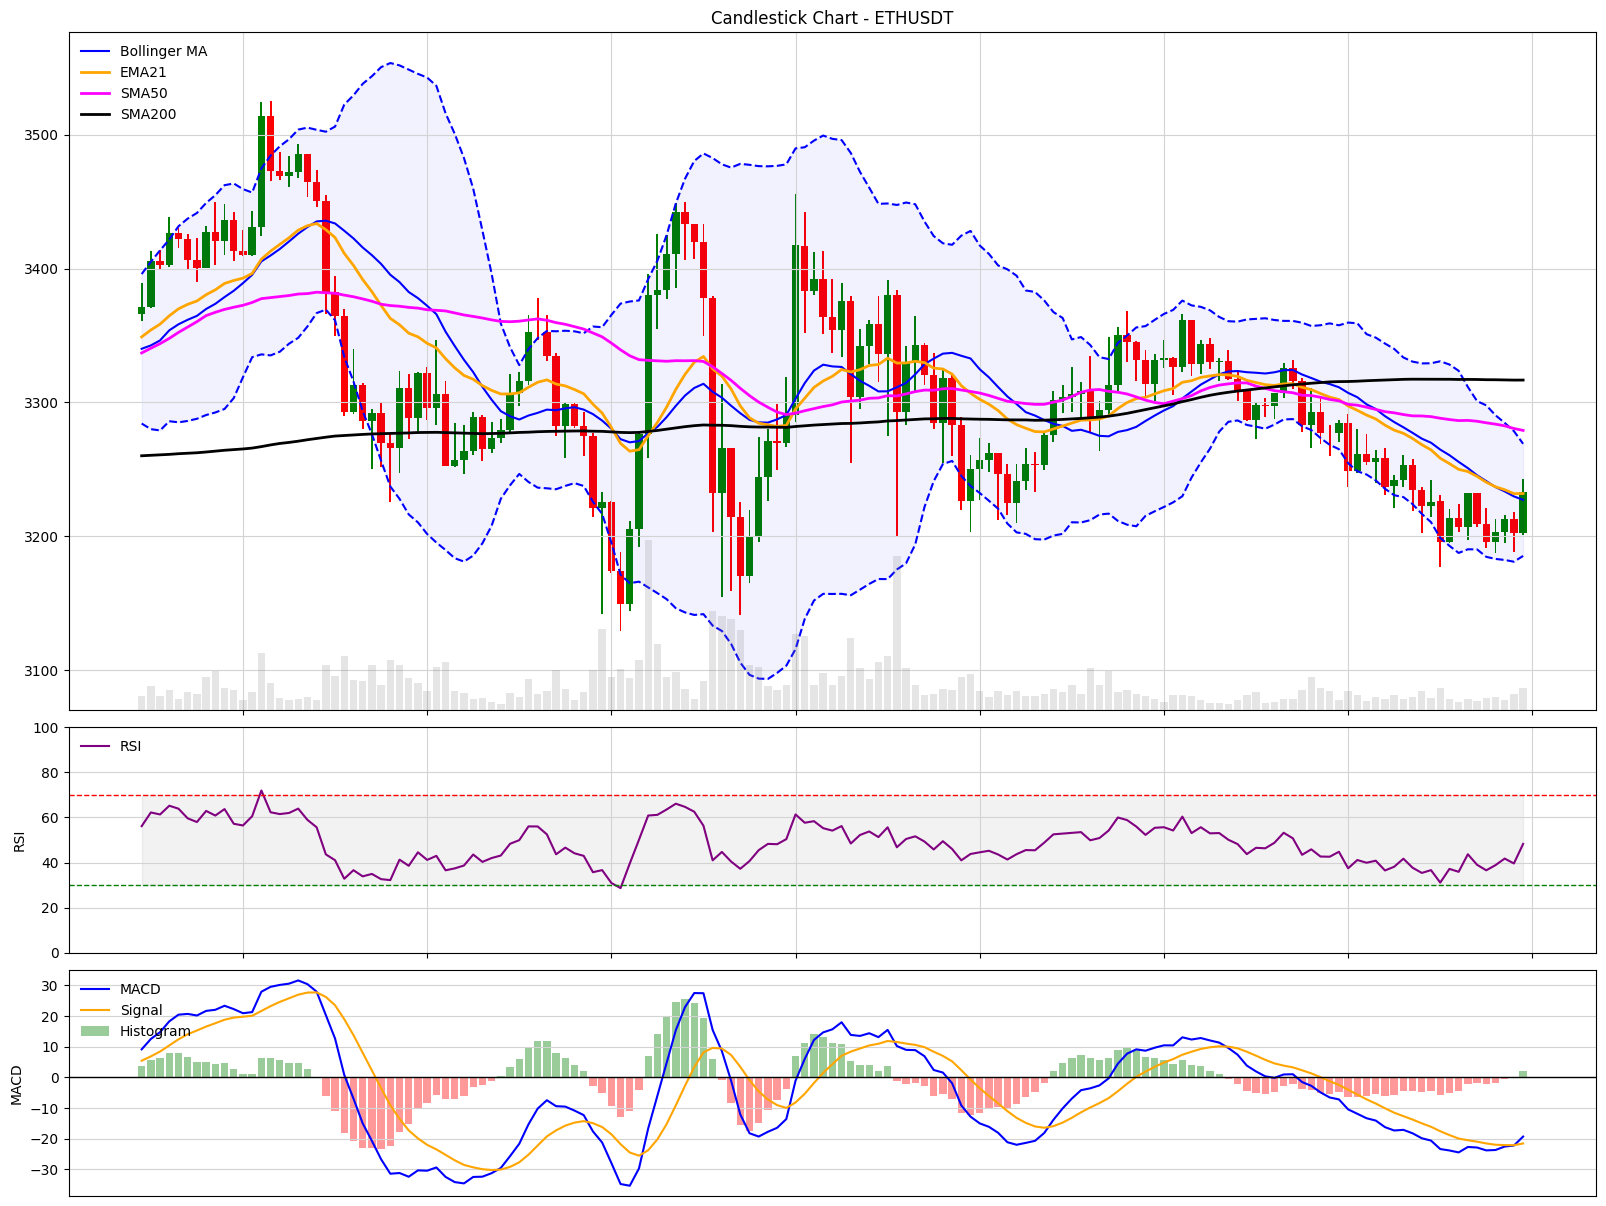 Candlestick Chart - ETHUSDT
Bollinger MA
EMA21
SMA50
SMA200
3500
3400
3300
3200
3100
100
80
60
40
20
0
RSI
RSI
30
20
10
0
−10
−20
−30
MACD
MACD
Signal
Histogram